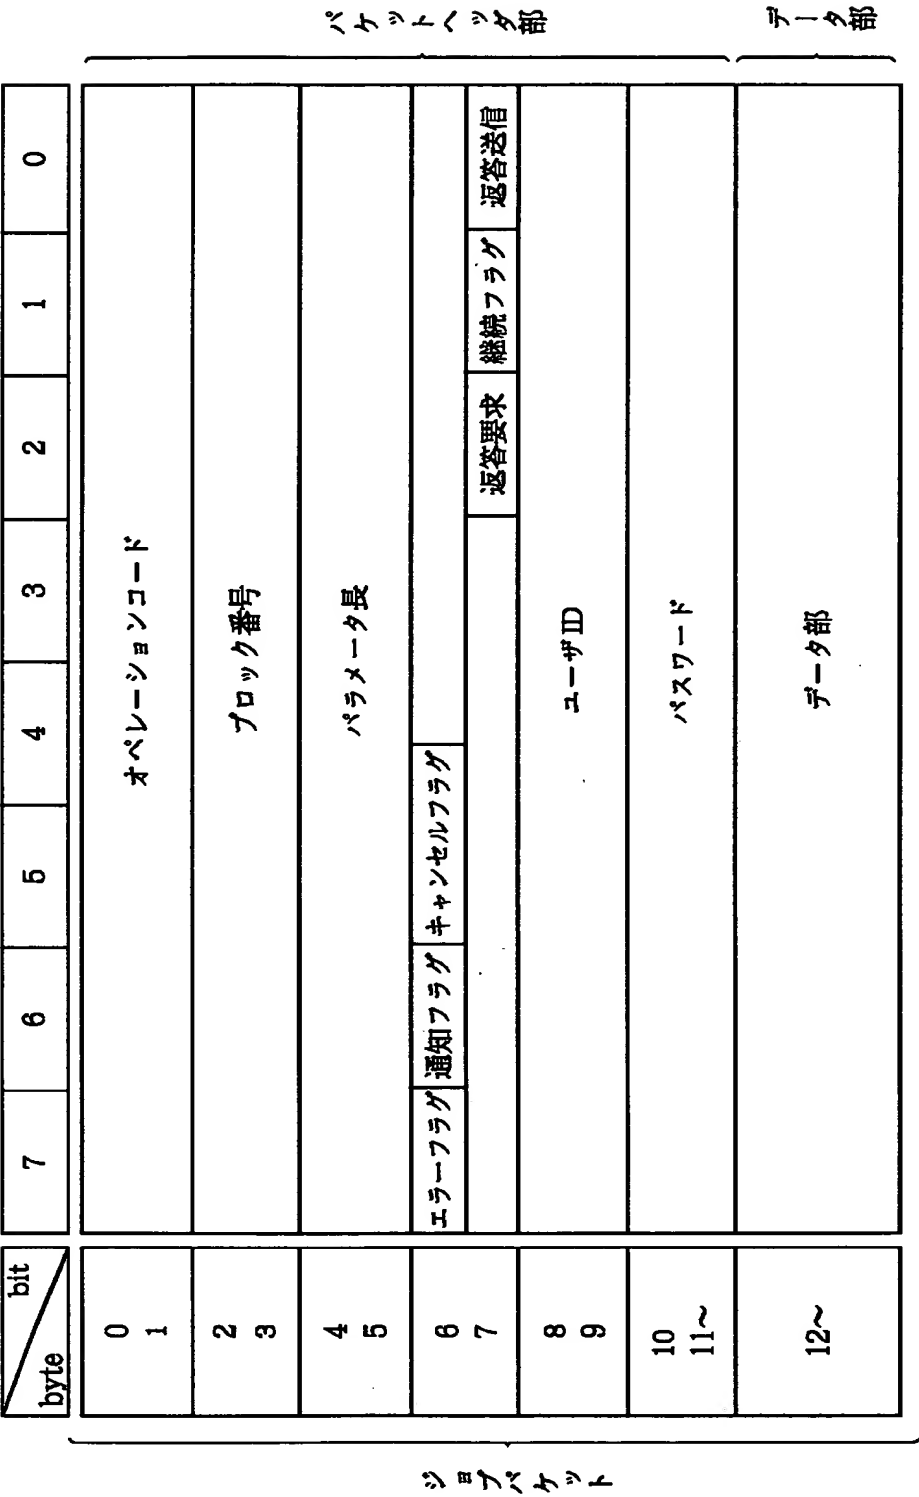 bit
byte
7
6
5
4
3
2
1
0
0
1
オペレーションコード
2
3
ブロック番号
4
5
パラメータ長
6
エラーフラグ
通知フラグ
キャンセルフラグ
7
返答要求
継続フラグ
返答送信
8
9
ユーザID
10
11~
パスワード
12~
データ部
ジョブパケット
パケットヘッダ部
データ部